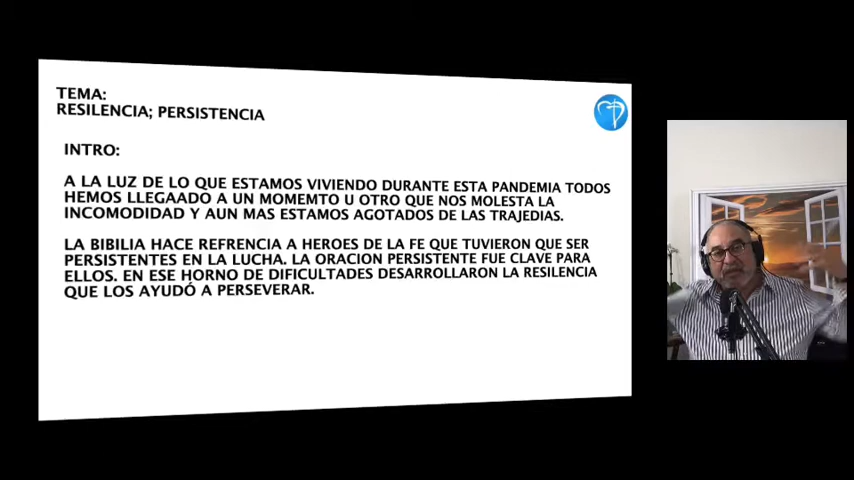 TEMA:
RESILENCIA; PERSISTENCIA
INTRO:
A LA LUZ DE LO QUE ESTAMOS VIVIENDO DURANTE ESTA PANDEMIA TODOS
HEMOS LLEGAADO A UN MOMEMTO U OTRO QUE NOS MOLESTA LA
INCOMODIDAD Y AUN MAS ESTAMOS AGOTADOS DE LAS TRAJEDIAS.
LA BIBILIA HACE REFRENCIA A HEROES DE LA FE QUE TUVIERON QUE SER
PERSISTENTES EN LA LUCHA. LA ORACION PERSISTENTE FUE CLAVE PARA
ELLOS. EN ESE HORNO DE DIFICULTADES DESARROLLARON LA RESILENCIA
QUE LOS AYUDÓ A PERSEVERAR.